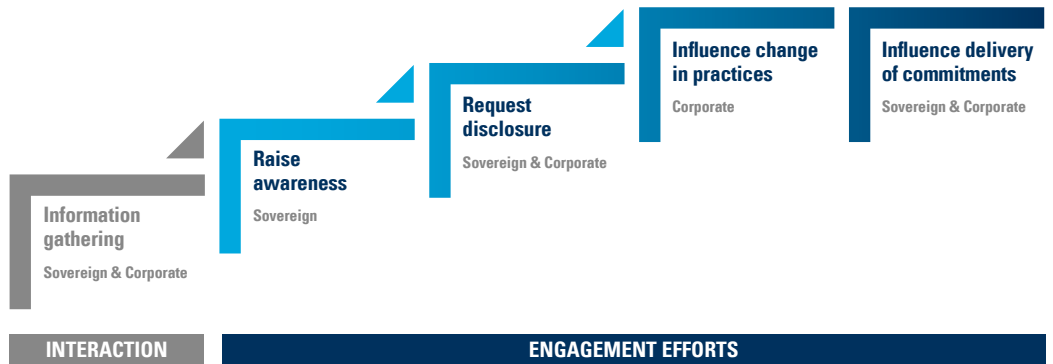 Information
gathering
Sovereign & Corporate
Raise
awareness
Sovereign
Request
disclosure
Sovereign & Corporate
Influence change
in practices
Corporate
Influence delivery
of commitments
Sovereign & Corporate
INTERACTION
ENGAGEMENT EFFORTS